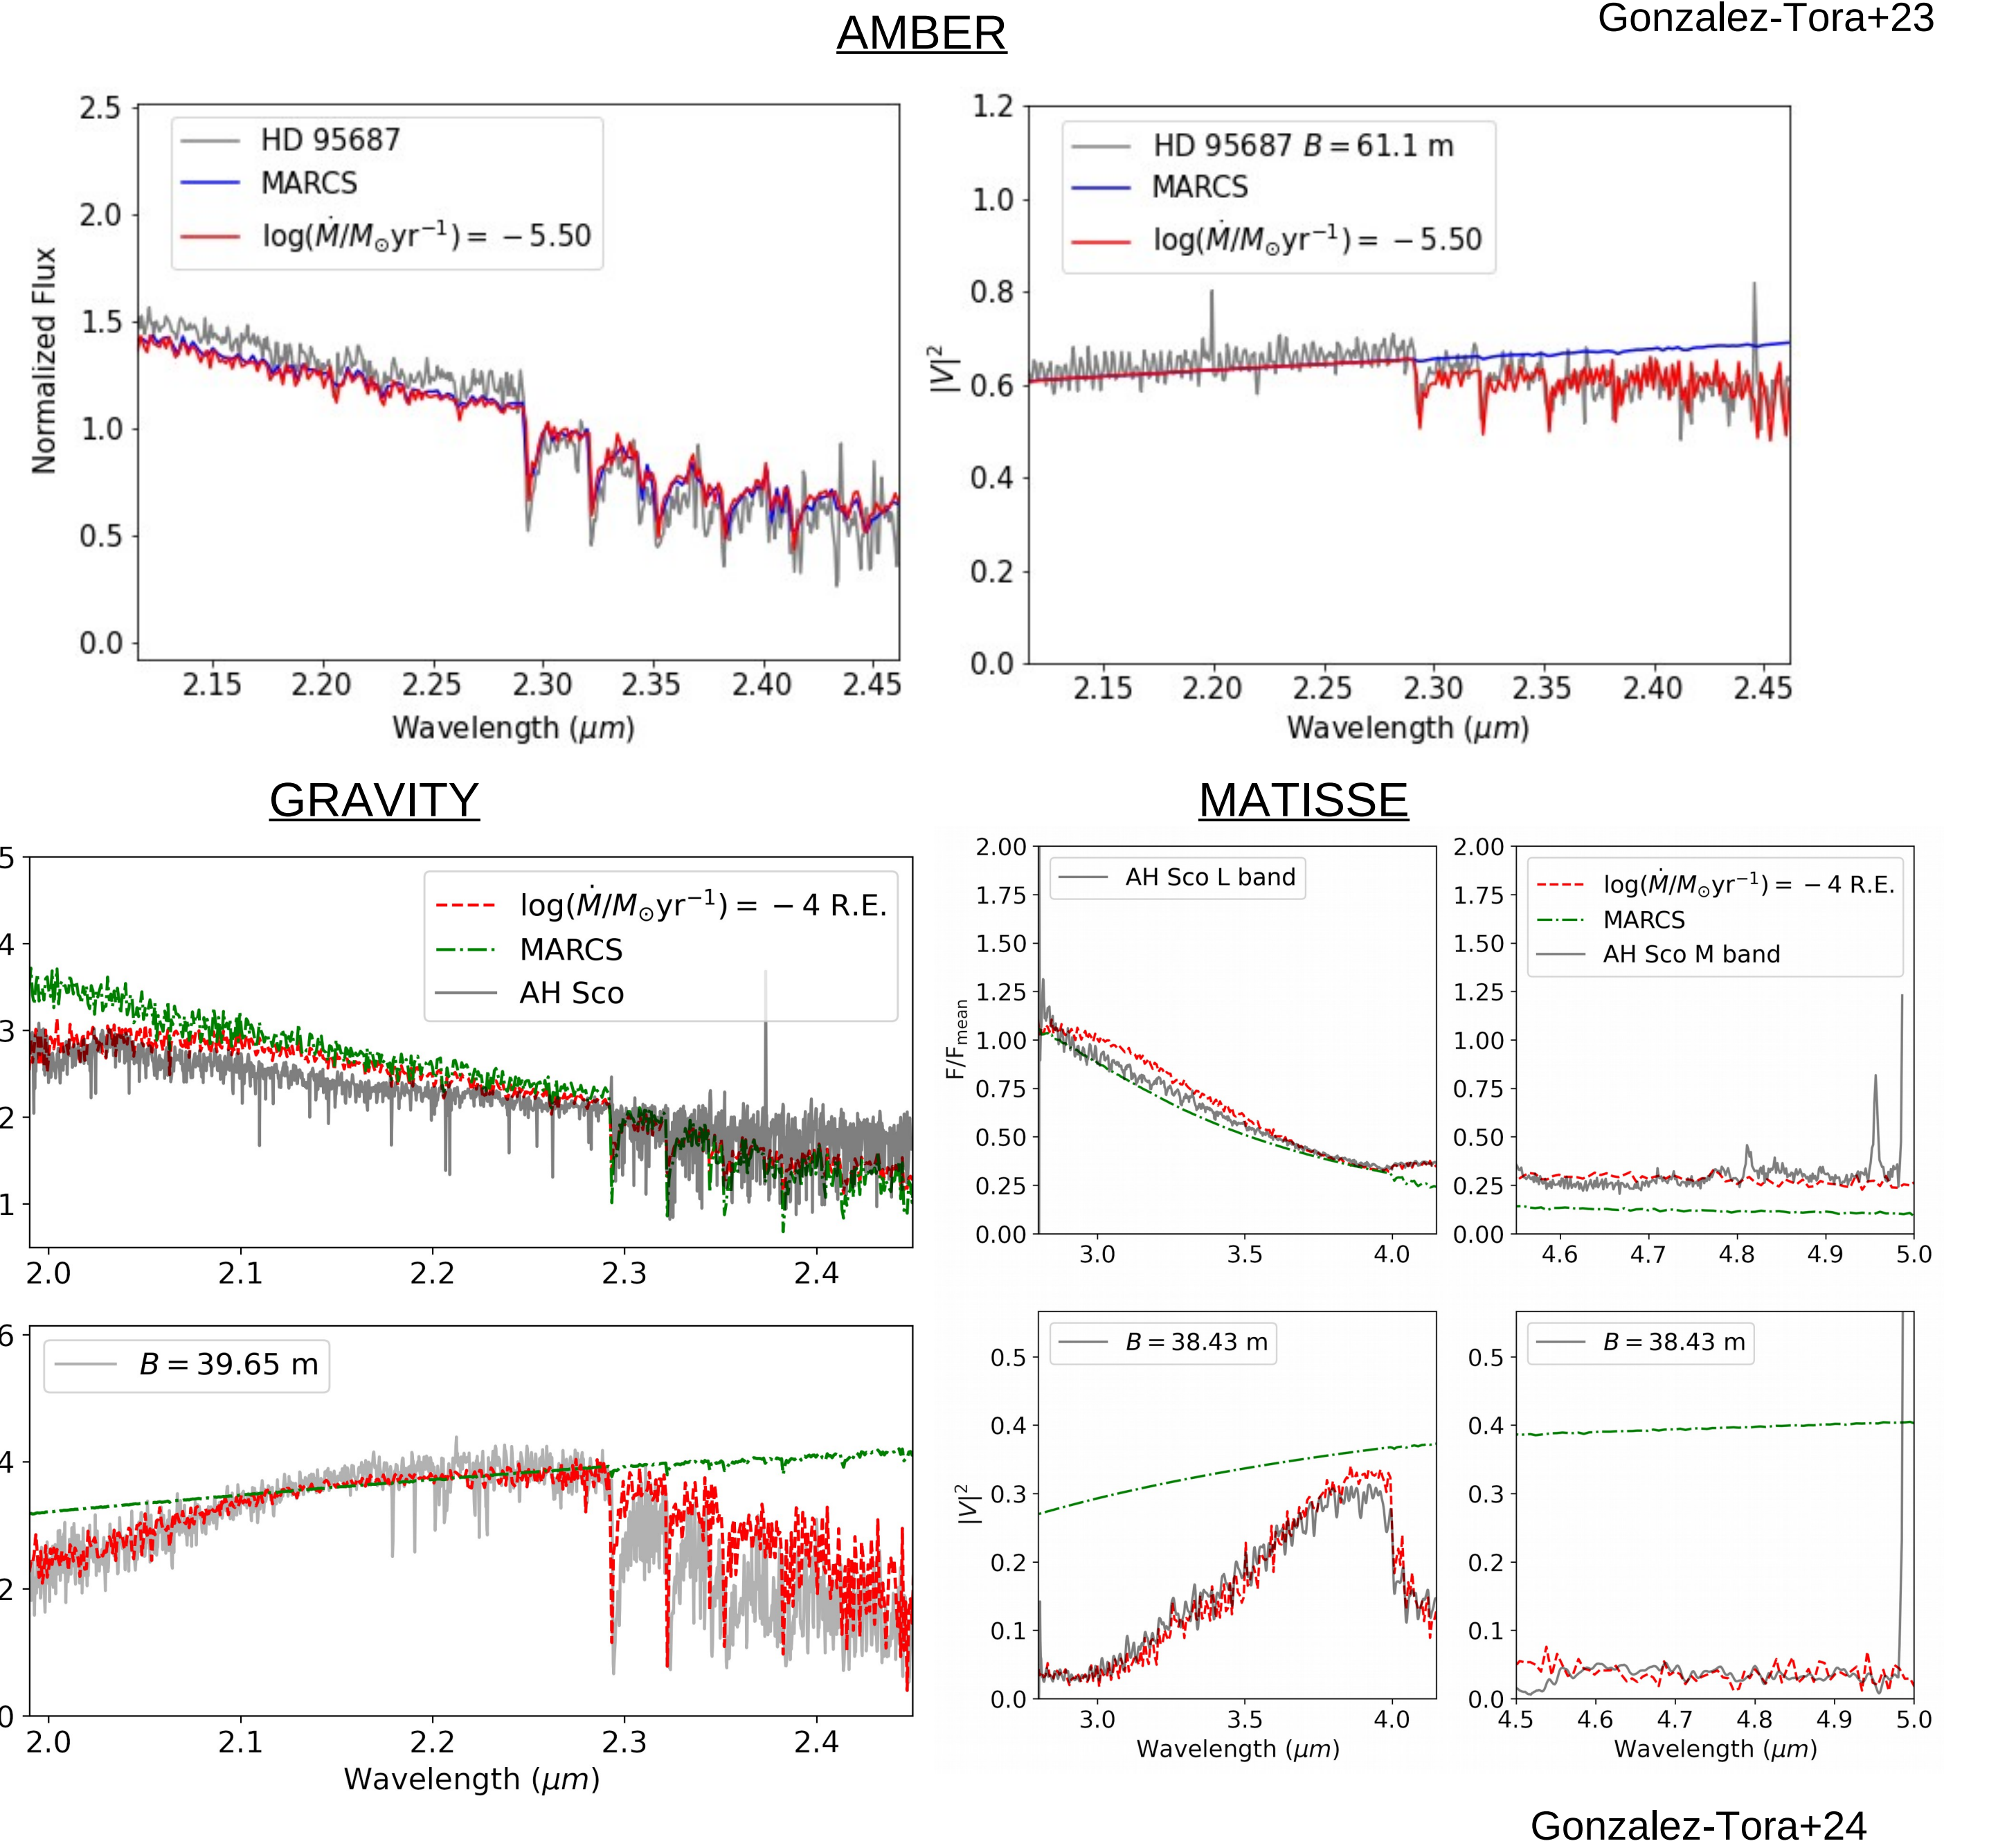 AMBER
Gonzalez-Tora+23
2.5
2.0
1.5
1.0
0.5
0.0
Normalized Flux
HD 95687
MARCS
log(Ṁ/M⊙yr⁻¹) = −5.50
2.15 2.20 2.25 2.30 2.35 2.40 2.45
Wavelength (μm)
1.2
1.0
0.8
0.6
0.4
0.2
0.0
|V|²
HD 95687 B = 61.1 m
MARCS
log(Ṁ/M⊙yr⁻¹) = −5.50
2.15 2.20 2.25 2.30 2.35 2.40 2.45
Wavelength (μm)
GRAVITY
5
4
3
2
1
log(Ṁ/M⊙yr⁻¹) = −4 R.E.
MARCS
AH Sco
2.0 2.1 2.2 2.3 2.4
6
4
2
0
B = 39.65 m
2.0 2.1 2.2 2.3 2.4
Wavelength (μm)
MATISSE
2.00
1.75
1.50
1.25
1.00
0.75
0.50
0.25
0.00
F/Fmean
AH Sco L band
3.0 3.5 4.0
2.00
1.75
1.50
1.25
1.00
0.75
0.50
0.25
0.00
log(Ṁ/M⊙yr⁻¹) = −4 R.E.
MARCS
AH Sco M band
4.6 4.7 4.8 4.9 5.0
0.5
0.4
0.3
0.2
0.1
0.0
|V|²
B = 38.43 m
3.0 3.5 4.0
Wavelength (μm)
0.5
0.4
0.3
0.2
0.1
0.0
B = 38.43 m
4.5 4.6 4.7 4.8 4.9 5.0
Wavelength (μm)
Gonzalez-Tora+24